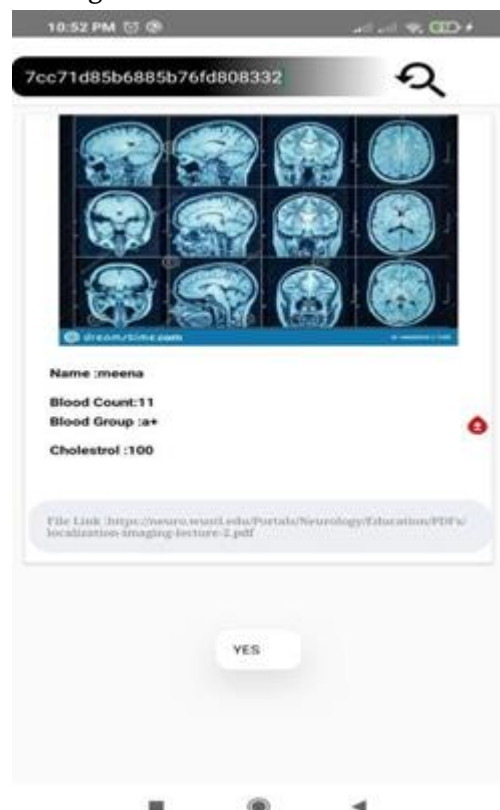 10:52 PM
7cc71d85b6885b76fd808332
dreamstime.com
Name :meena
Blood Count:11
Blood Group :a+
Cholestrol :100
File Link :https://neuro.wustl.edu/Portals/Neurology/Education/PDFs/
localization-imaging-lecture-2.pdf
YES